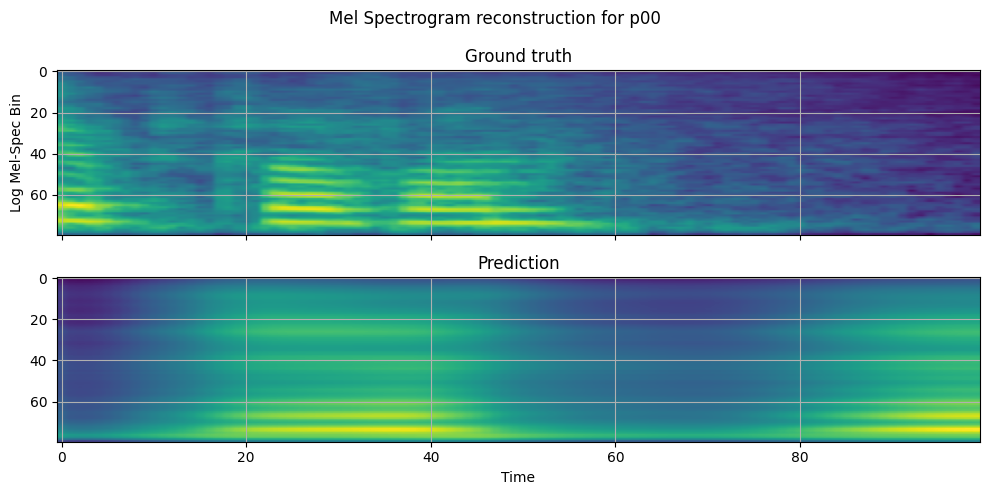 Mel Spectrogram reconstruction for p00
Ground truth
0
20
40
60
Log Mel-Spec Bin
Prediction
0
20
40
60
0 20 40 60 80
Time